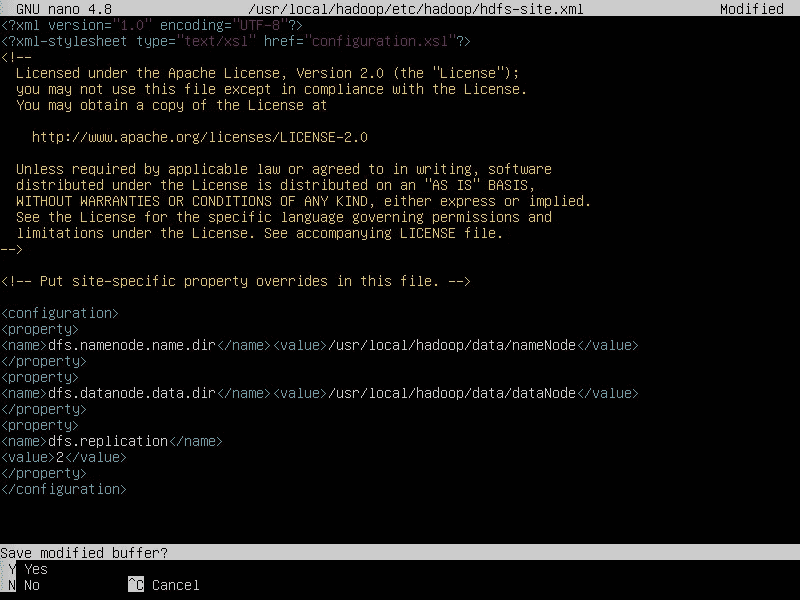 GNU nano 4.8 /usr/local/hadoop/etc/hadoop/hdfs-site.xml Modified
<?xml version="1.0" encoding="UTF-8"?>
<?xml-stylesheet type="text/xsl" href="configuration.xsl"?>
<!--
  Licensed under the Apache License, Version 2.0 (the "License");
  you may not use this file except in compliance with the License.
  You may obtain a copy of the License at

    http://www.apache.org/licenses/LICENSE-2.0

  Unless required by applicable law or agreed to in writing, software
  distributed under the License is distributed on an "AS IS" BASIS,
  WITHOUT WARRANTIES OR CONDITIONS OF ANY KIND, either express or implied.
  See the License for the specific language governing permissions and
  limitations under the License. See accompanying LICENSE file.
-->

<!-- Put site-specific property overrides in this file. -->

<configuration>
<property>
<name>dfs.namenode.name.dir</name><value>/usr/local/hadoop/data/nameNode</value>
</property>
<property>
<name>dfs.datanode.data.dir</name><value>/usr/local/hadoop/data/dataNode</value>
</property>
<property>
<name>dfs.replication</name>
<value>2</value>
</property>
</configuration>

Save modified buffer?
Y Yes
N No ^C Cancel